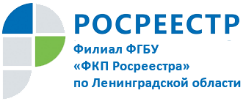 РОСРЕЕСТР
Филиал ФГБУ
«ФКП Росреестра»
по Ленинградской области